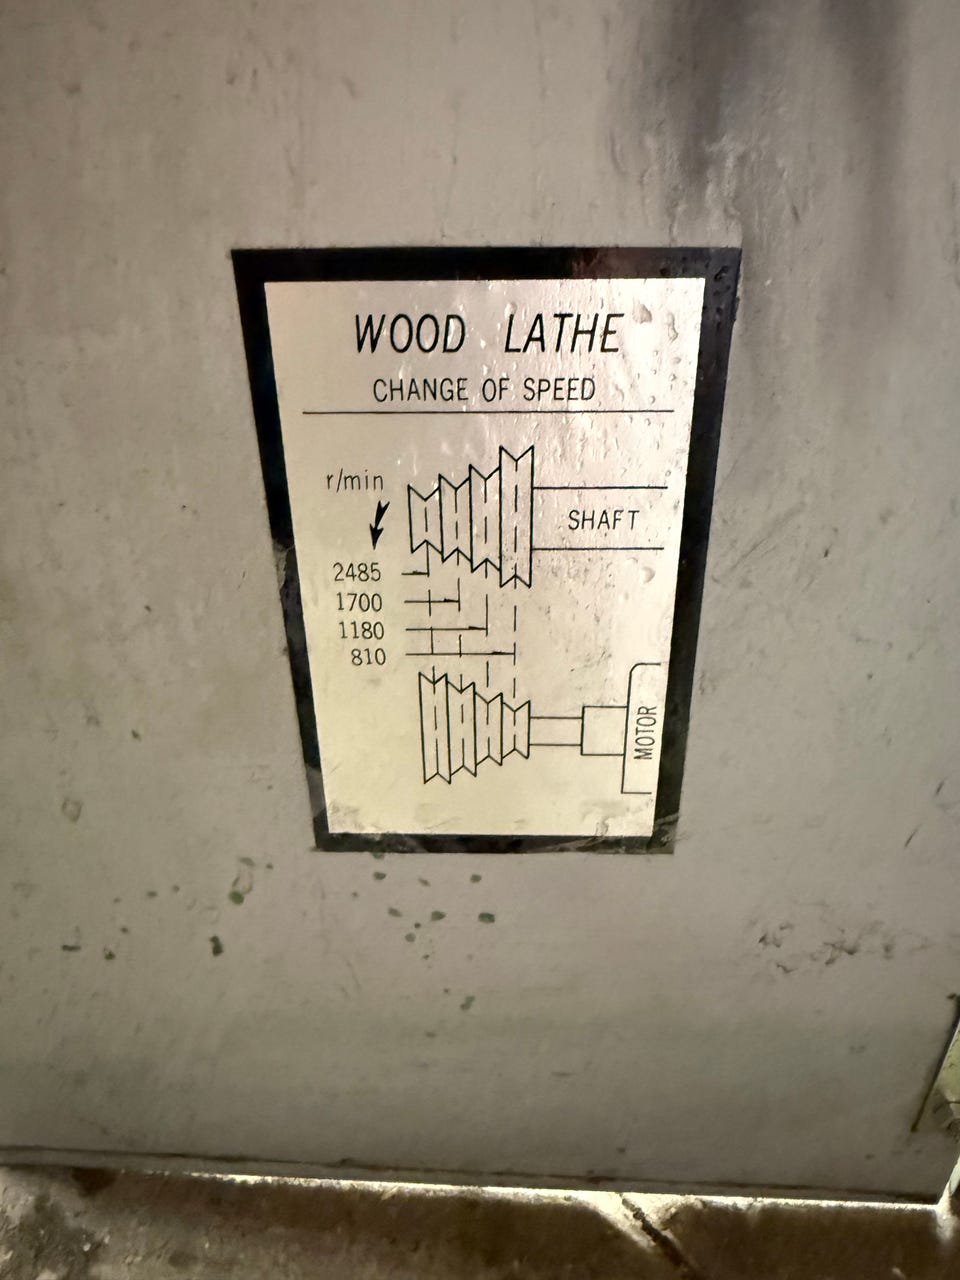 WOOD LATHE
CHANGE OF SPEED
r/min
SHAFT
2485
1700
1180
810
MOTOR